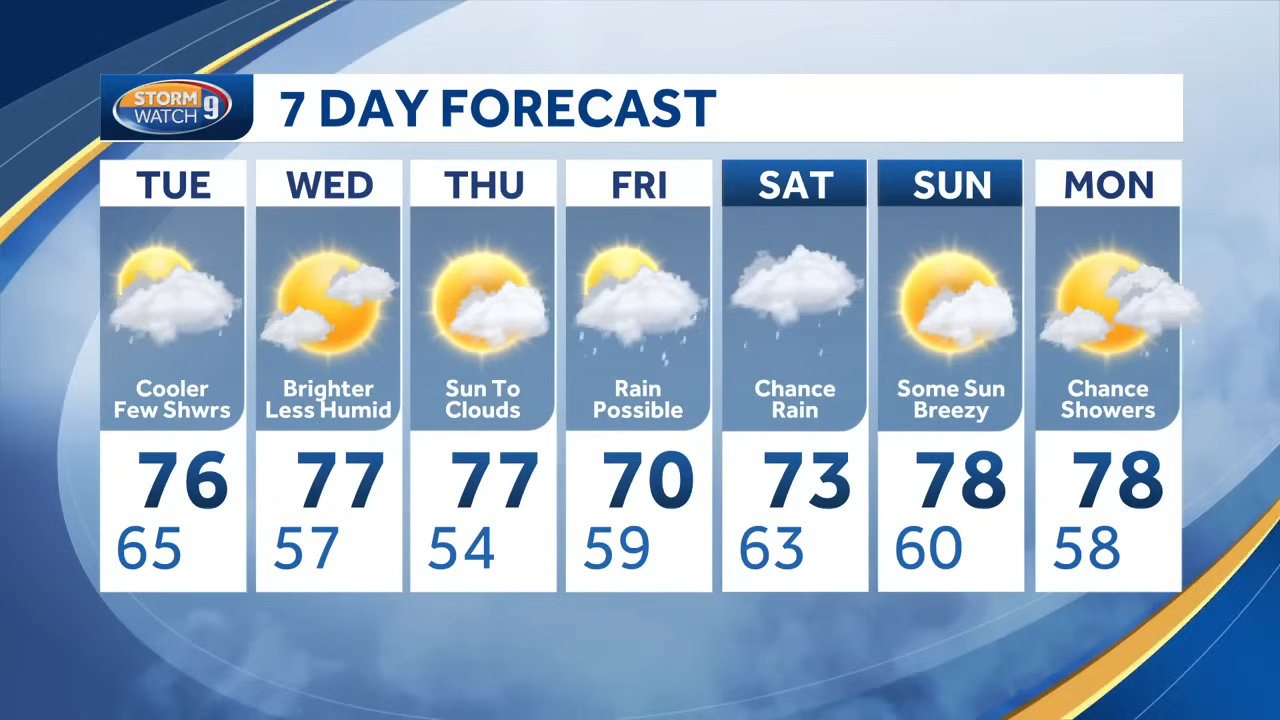 STORM
WATCH 9
7 DAY FORECAST
TUE
Cooler
Few Shwrs
76
65
WED
Brighter
Less Humid
77
57
THU
Sun To
Clouds
77
54
FRI
Rain
Possible
70
59
SAT
Chance
Rain
73
63
SUN
Some Sun
Breezy
78
60
MON
Chance
Showers
78
58